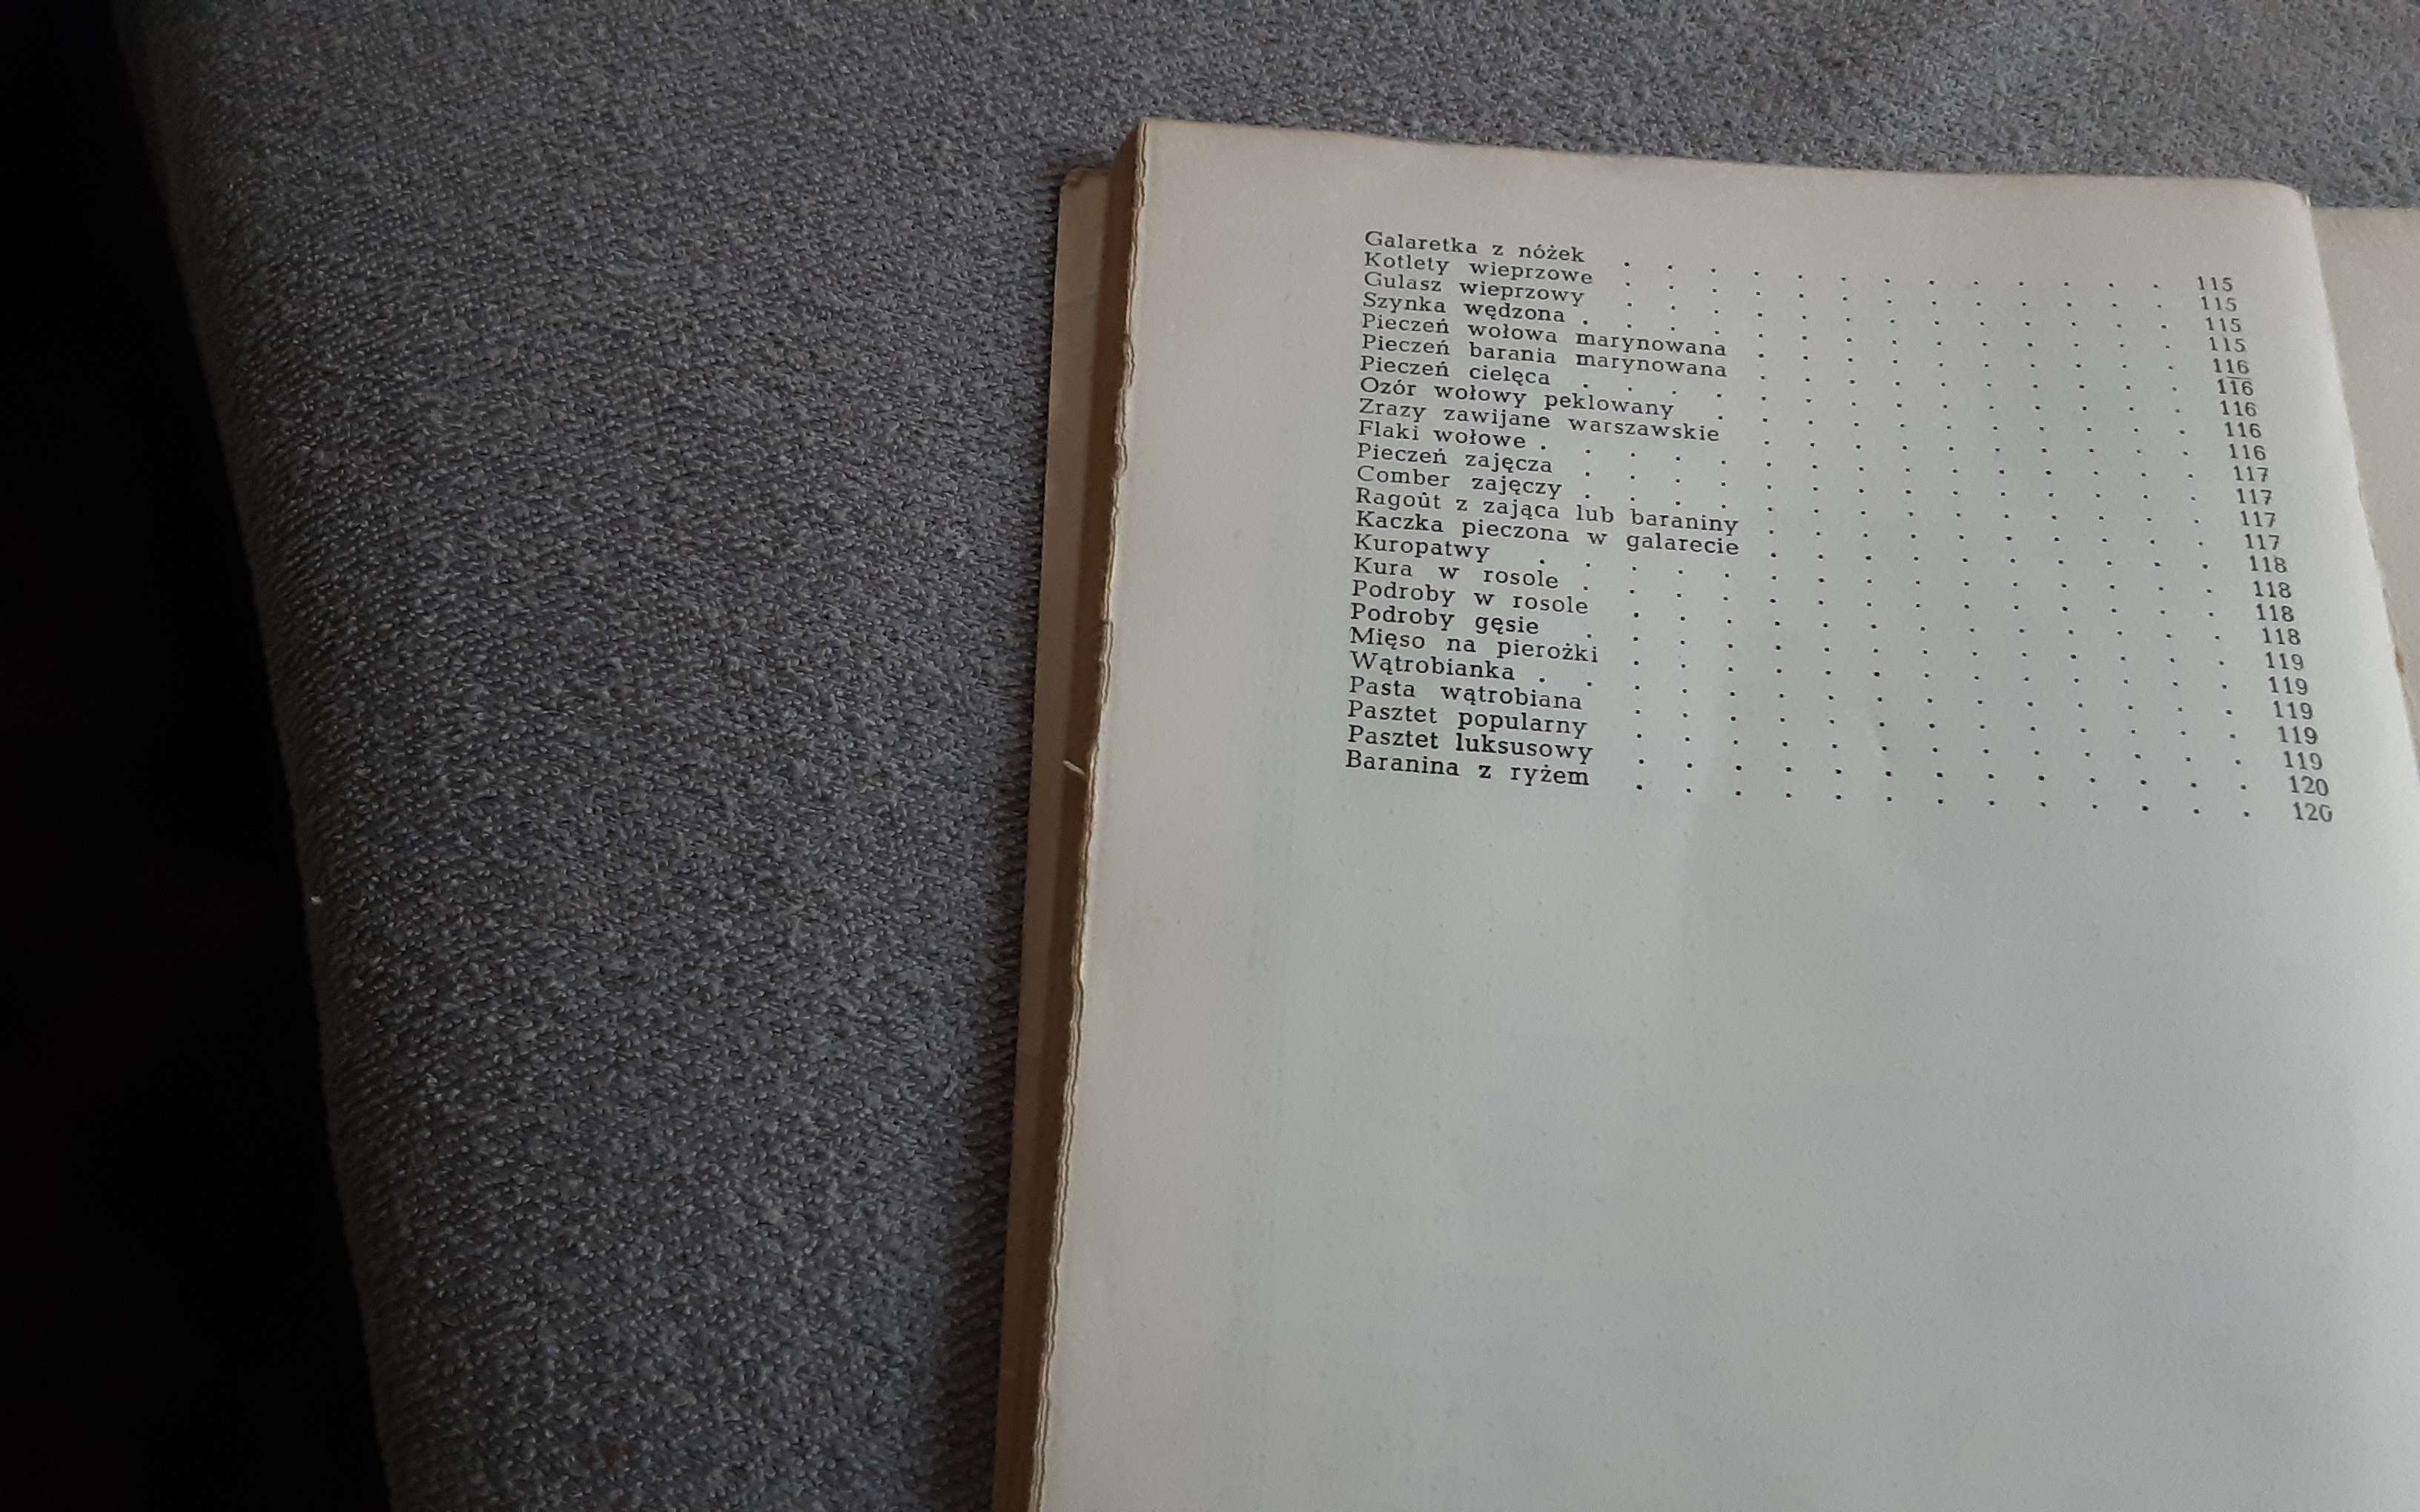 Galaretka z nóżek . . . . . . . . . . . . . 115
Kotlety wieprzowe . . . . . . . . . . . . . 115
Gulasz wieprzowy . . . . . . . . . . . . . 115
Szynka wędzona . . . . . . . . . . . . . . 115
Pieczeń wołowa marynowana . . . . . . . . . . 116
Pieczeń barania marynowana . . . . . . . . . . 116
Pieczeń cielęca . . . . . . . . . . . . . . 116
Ozór wołowy peklowany . . . . . . . . . . . 116
Zrazy zawijane warszawskie . . . . . . . . . . 116
Flaki wołowe . . . . . . . . . . . . . . . 117
Pieczeń zajęcza . . . . . . . . . . . . . . 117
Comber zajęczy . . . . . . . . . . . . . . 117
Ragoût z zająca lub baraniny . . . . . . . . . . 117
Kaczka pieczona w galarecie . . . . . . . . . . 118
Kuropatwy . . . . . . . . . . . . . . . 118
Kura w rosole . . . . . . . . . . . . . . 118
Podroby w rosole . . . . . . . . . . . . . 118
Podroby gęsie . . . . . . . . . . . . . . 119
Mięso na pierożki . . . . . . . . . . . . . 119
Wątrobianka . . . . . . . . . . . . . . . 119
Pasta wątrobiana . . . . . . . . . . . . . 119
Pasztet popularny . . . . . . . . . . . . . 119
Pasztet luksusowy . . . . . . . . . . . . . 120
Baranina z ryżem . . . . . . . . . . . . . 120